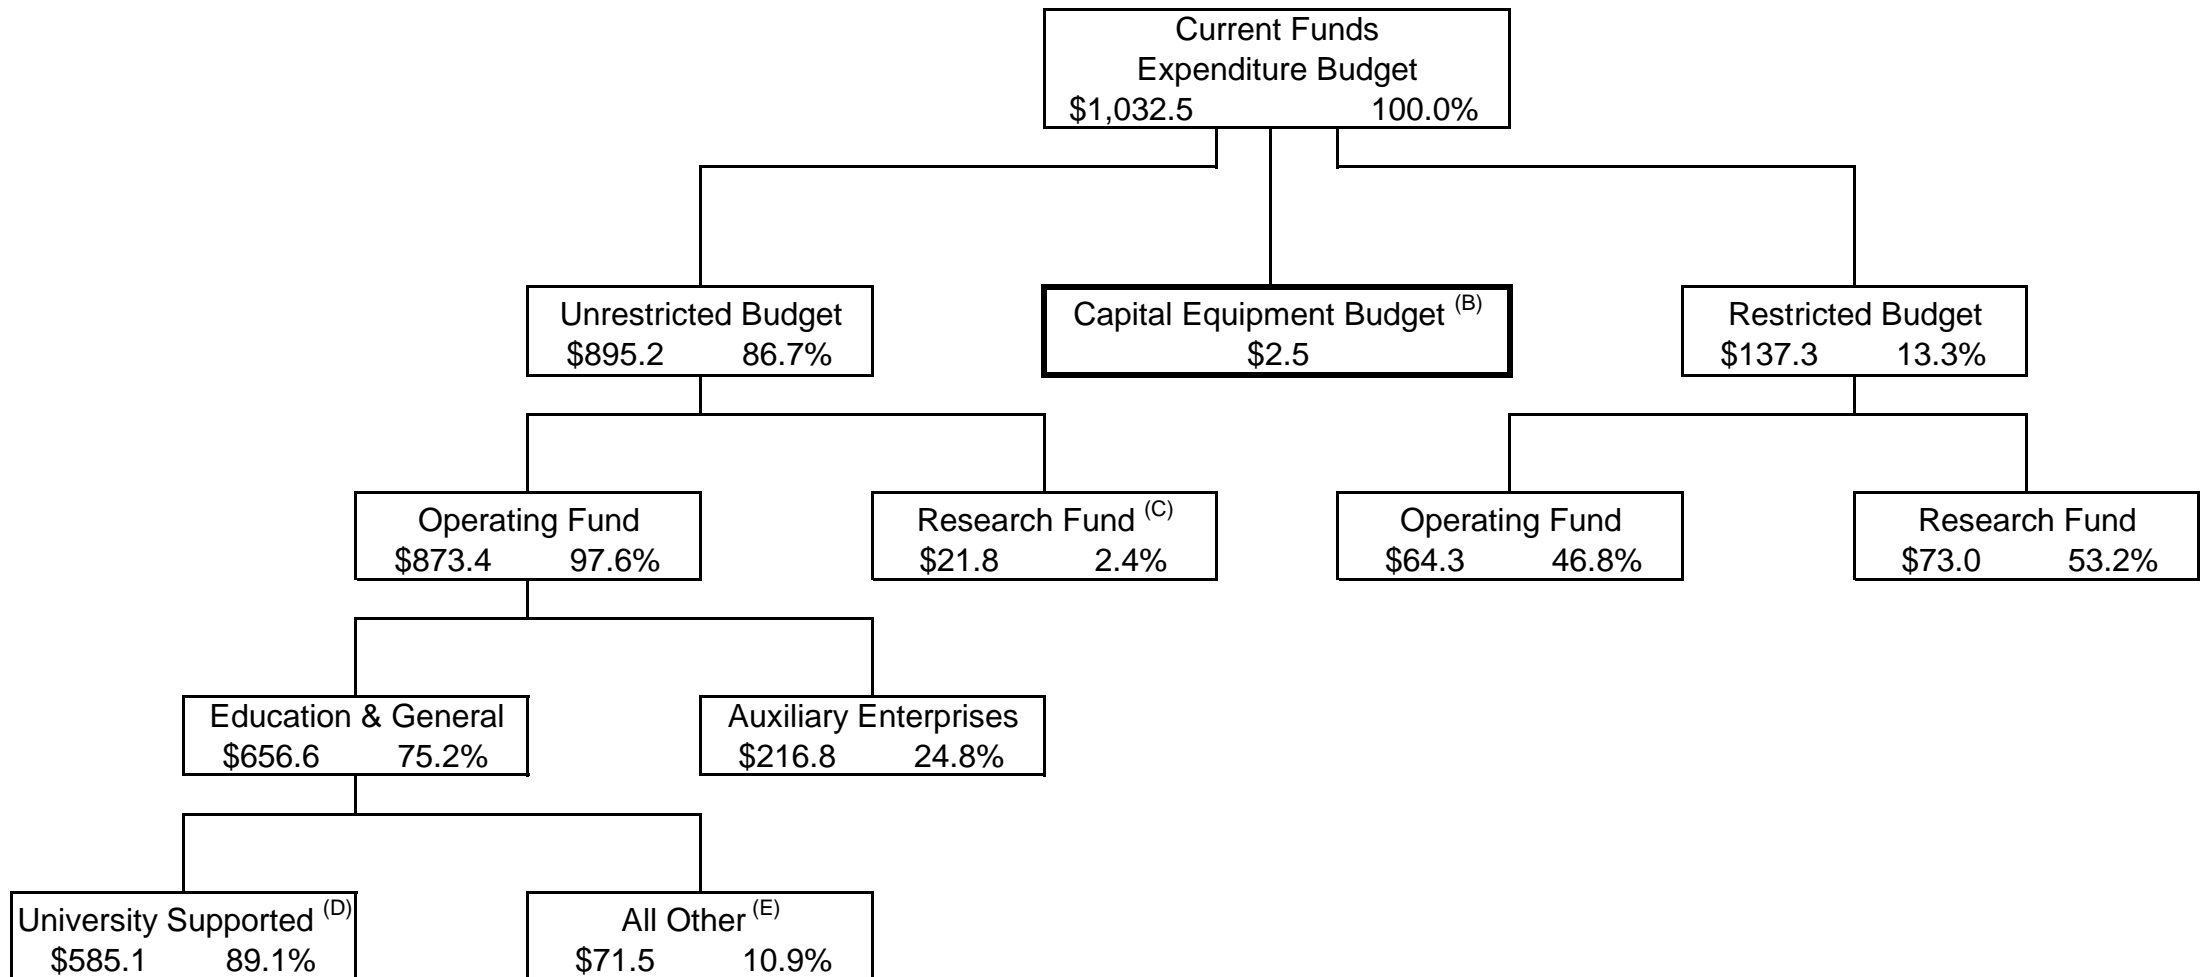 Current Funds
Expenditure Budget
$1,032.5 100.0%
Unrestricted Budget
$895.2 86.7%
Capital Equipment Budget (B)
$2.5
Restricted Budget
$137.3 13.3%
Operating Fund
$873.4 97.6%
Research Fund (C)
$21.8 2.4%
Operating Fund
$64.3 46.8%
Research Fund
$73.0 53.2%
Education & General
$656.6 75.2%
Auxiliary Enterprises
$216.8 24.8%
University Supported (D)
$585.1 89.1%
All Other (E)
$71.5 10.9%